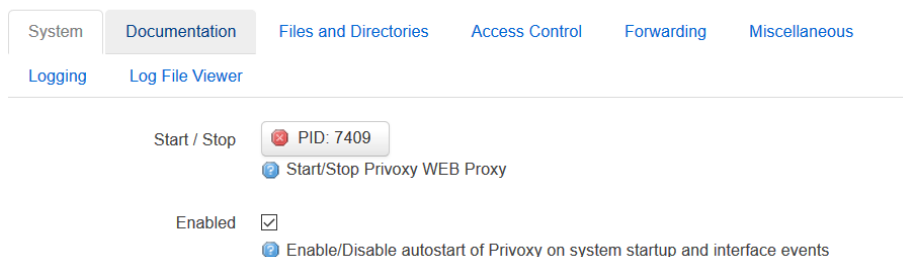 System Documentation Files and Directories Access Control Forwarding Miscellaneous
Logging Log File Viewer
Start / Stop PID: 7409
Start/Stop Privoxy WEB Proxy
Enabled
Enable/Disable autostart of Privoxy on system startup and interface events